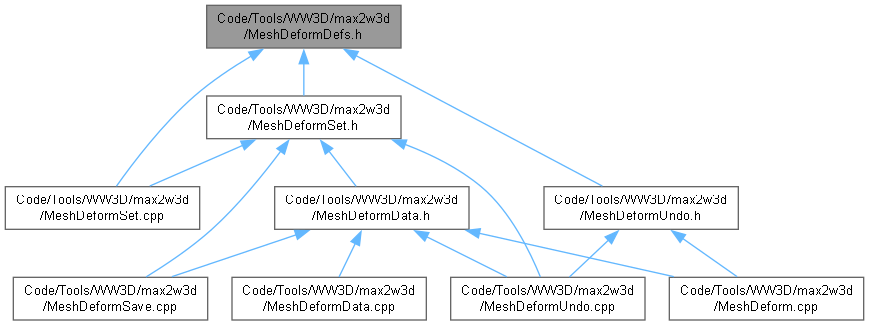 Code/Tools/WW3D/max2w3d
/MeshDeformDefs.h
Code/Tools/WW3D/max2w3d
/MeshDeformSet.h
Code/Tools/WW3D/max2w3d
/MeshDeformSet.cpp
Code/Tools/WW3D/max2w3d
/MeshDeformData.h
Code/Tools/WW3D/max2w3d
/MeshDeformUndo.h
Code/Tools/WW3D/max2w3d
/MeshDeformSave.cpp
Code/Tools/WW3D/max2w3d
/MeshDeformData.cpp
Code/Tools/WW3D/max2w3d
/MeshDeformUndo.cpp
Code/Tools/WW3D/max2w3d
/MeshDeform.cpp